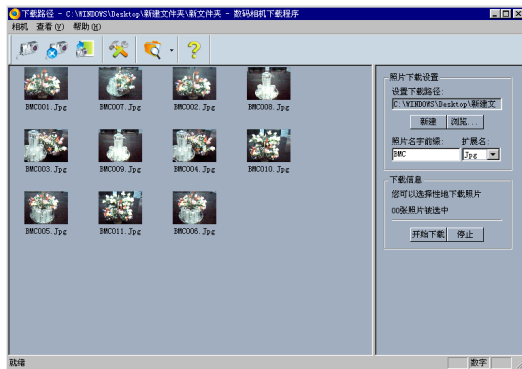 下载路径 - C:\WINDOWS\Desktop\新建文件夹\新文件夹 - 数码相机下载程序
相机 查看(V) 帮助(H)
BMC001.Jpg BMC007.Jpg BMC002.Jpg BMC008.Jpg
BMC003.Jpg BMC009.Jpg BMC004.Jpg BMC010.Jpg
BMC005.Jpg BMC011.Jpg BMC006.Jpg
照片下载设置
设置下载路径:
C:\WINDOWS\Desktop\新建文
新建 浏览...
照片名字前缀: 扩展名:
BMC Jpg
下载信息
您可以选择性地下载照片
00张照片被选中
开始下载 停止
就绪 数字